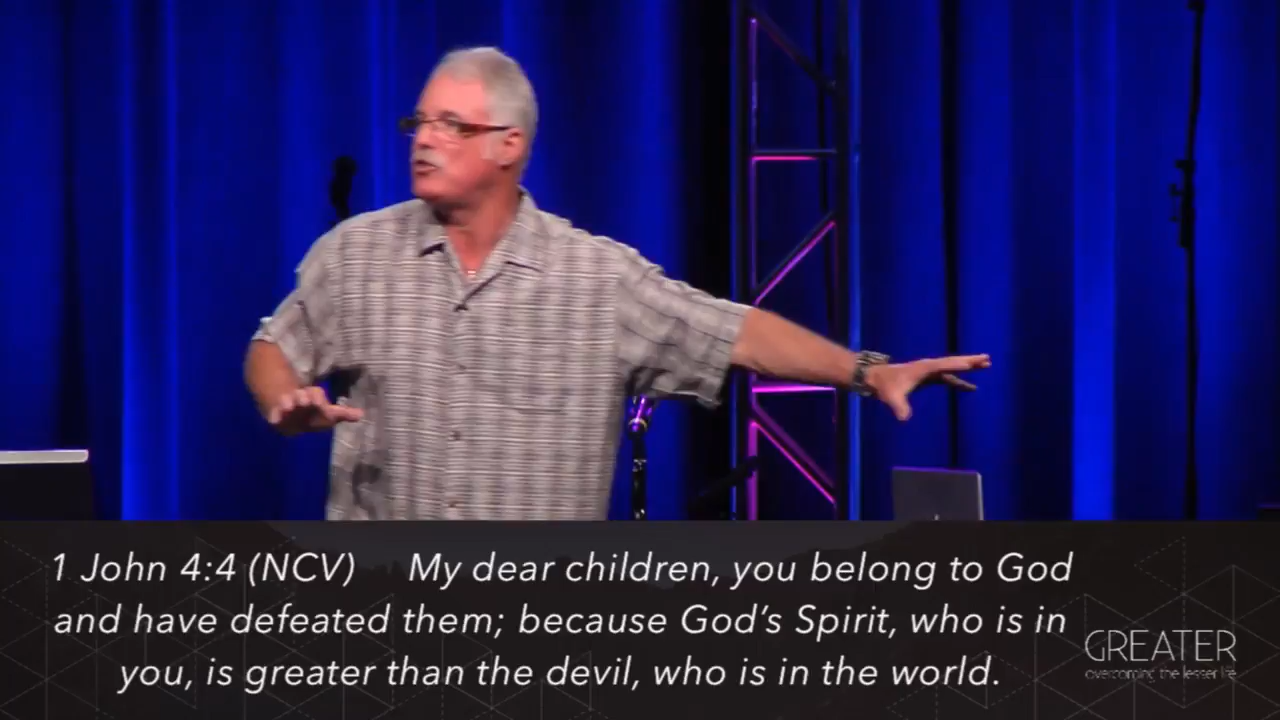 1 John 4:4 (NCV) My dear children, you belong to God
and have defeated them; because God's Spirit, who is in
you, is greater than the devil, who is in the world.
GREATER
overcoming the lesser life